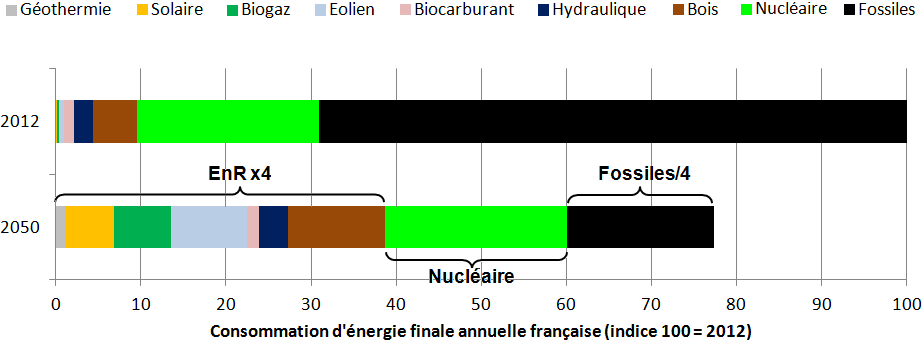 Géothermie Solaire Biogaz Eolien Biocarburant Hydraulique Bois Nucléaire Fossiles
2012
EnR x4 Fossiles/4
2050
Nucléaire
0 10 20 30 40 50 60 70 80 90 100
Consommation d'énergie finale annuelle française (indice 100 = 2012)